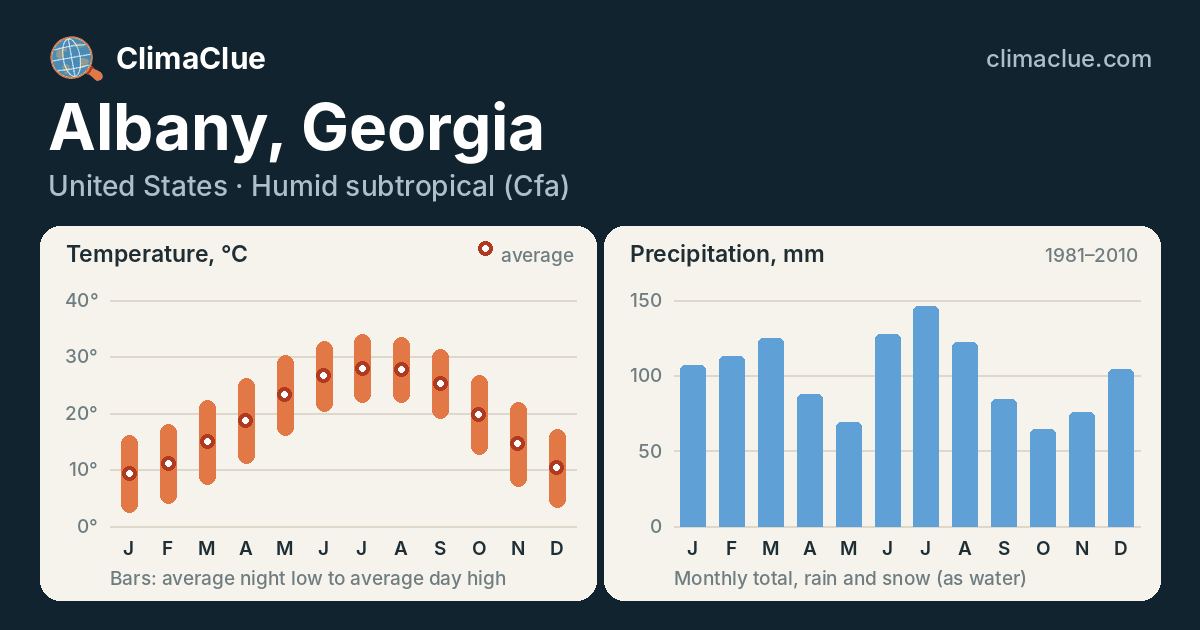 ClimaClue
climaclue.com
Albany, Georgia
United States · Humid subtropical (Cfa)
Temperature, °C
average
40°
30°
20°
10°
0°
J F M A M J J A S O N D
Bars: average night low to average day high
Precipitation, mm
1981–2010
150
100
50
0
J F M A M J J A S O N D
Monthly total, rain and snow (as water)